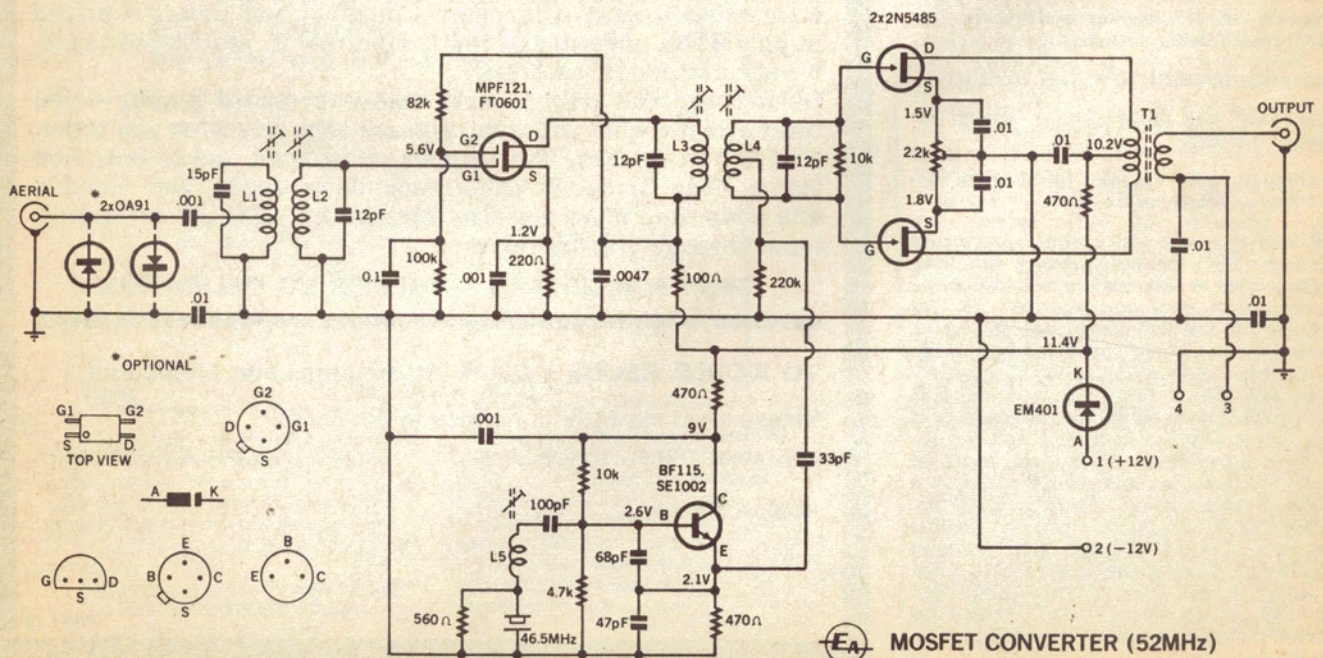 2x2N5485
MPF121,
FT0601
82k
5.6V
G2
G1
D
S
15pF
L1
L2
12pF
AERIAL
*
2xOA91
.001
.01
0.1
100k
1.2V
.001
220Ω
.0047
12pF
L3
L4
12pF
10k
100Ω
220k
G
D
S
1.5V
.01
2.2k
.01
1.8V
S
G
.01
10.2V
470Ω
T1
OUTPUT
.01
.01
11.4V
K
EM401
A
4
3
1 (+12V)
2 (−12V)
*OPTIONAL
G1
G2
S
D
TOP VIEW
G2
D
G1
S
A
K
G
D
S
E
B
C
S
B
E
C
.001
470Ω
9V
10k
BF115,
SE1002
100pF
2.6V
B
C
E
L5
68pF
2.1V
4.7k
560Ω
46.5MHz
47pF
470Ω
33pF
EA
MOSFET CONVERTER (52MHz)